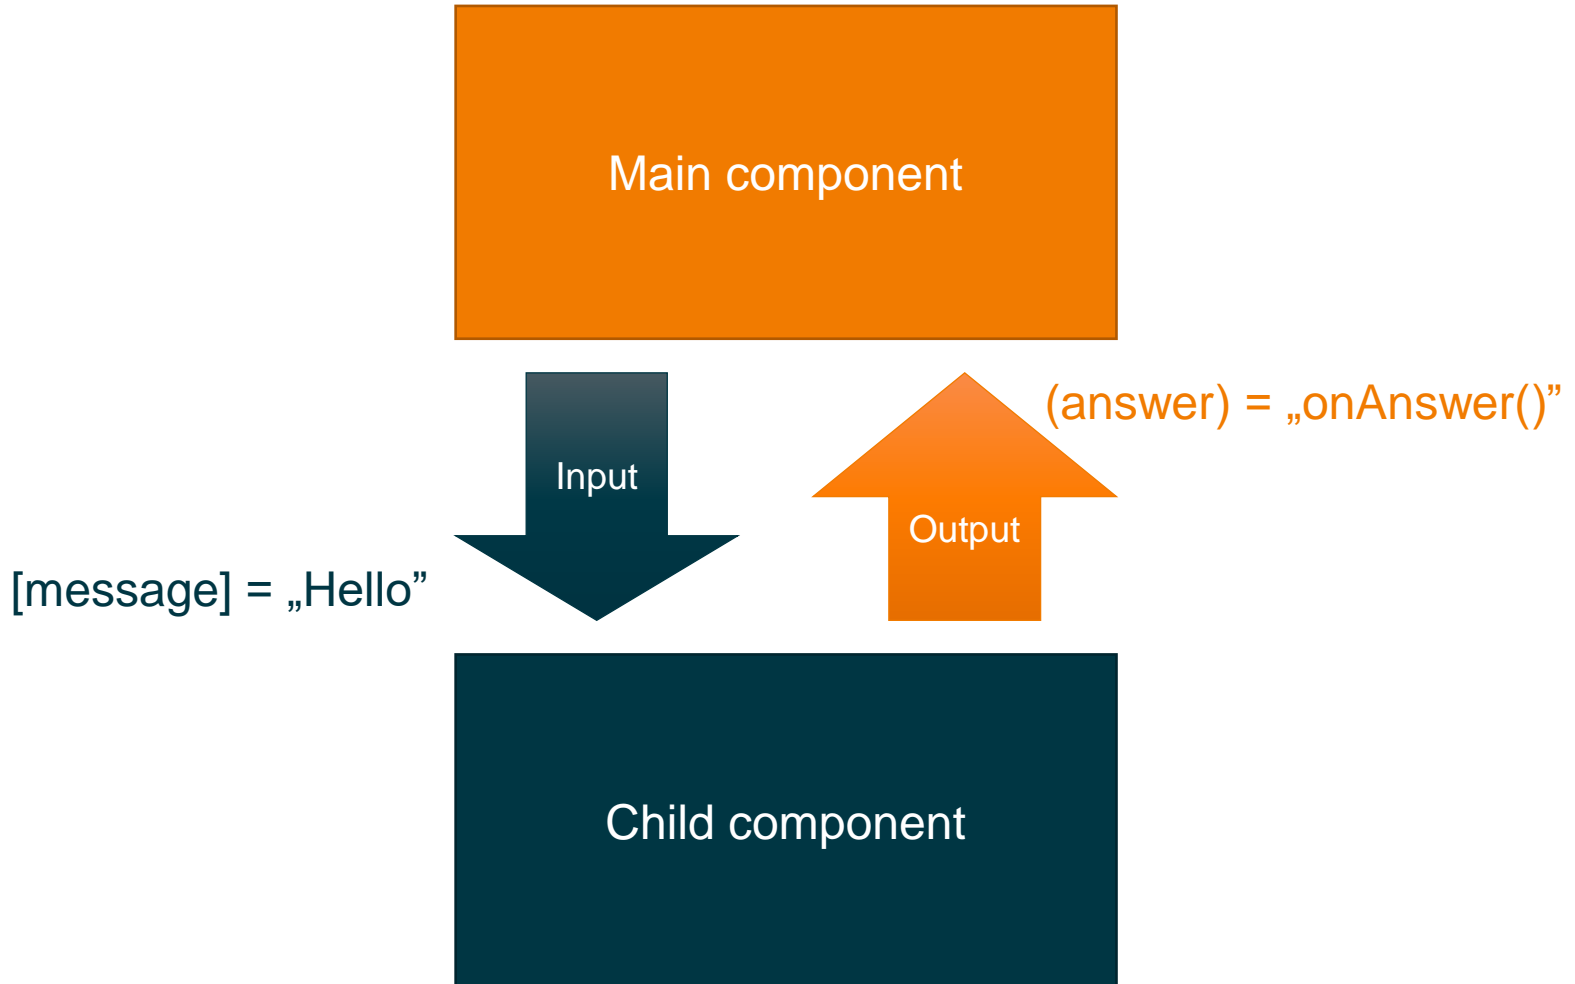 Main component
(answer) = „onAnswer()”
Input
Output
[message] = „Hello”
Child component